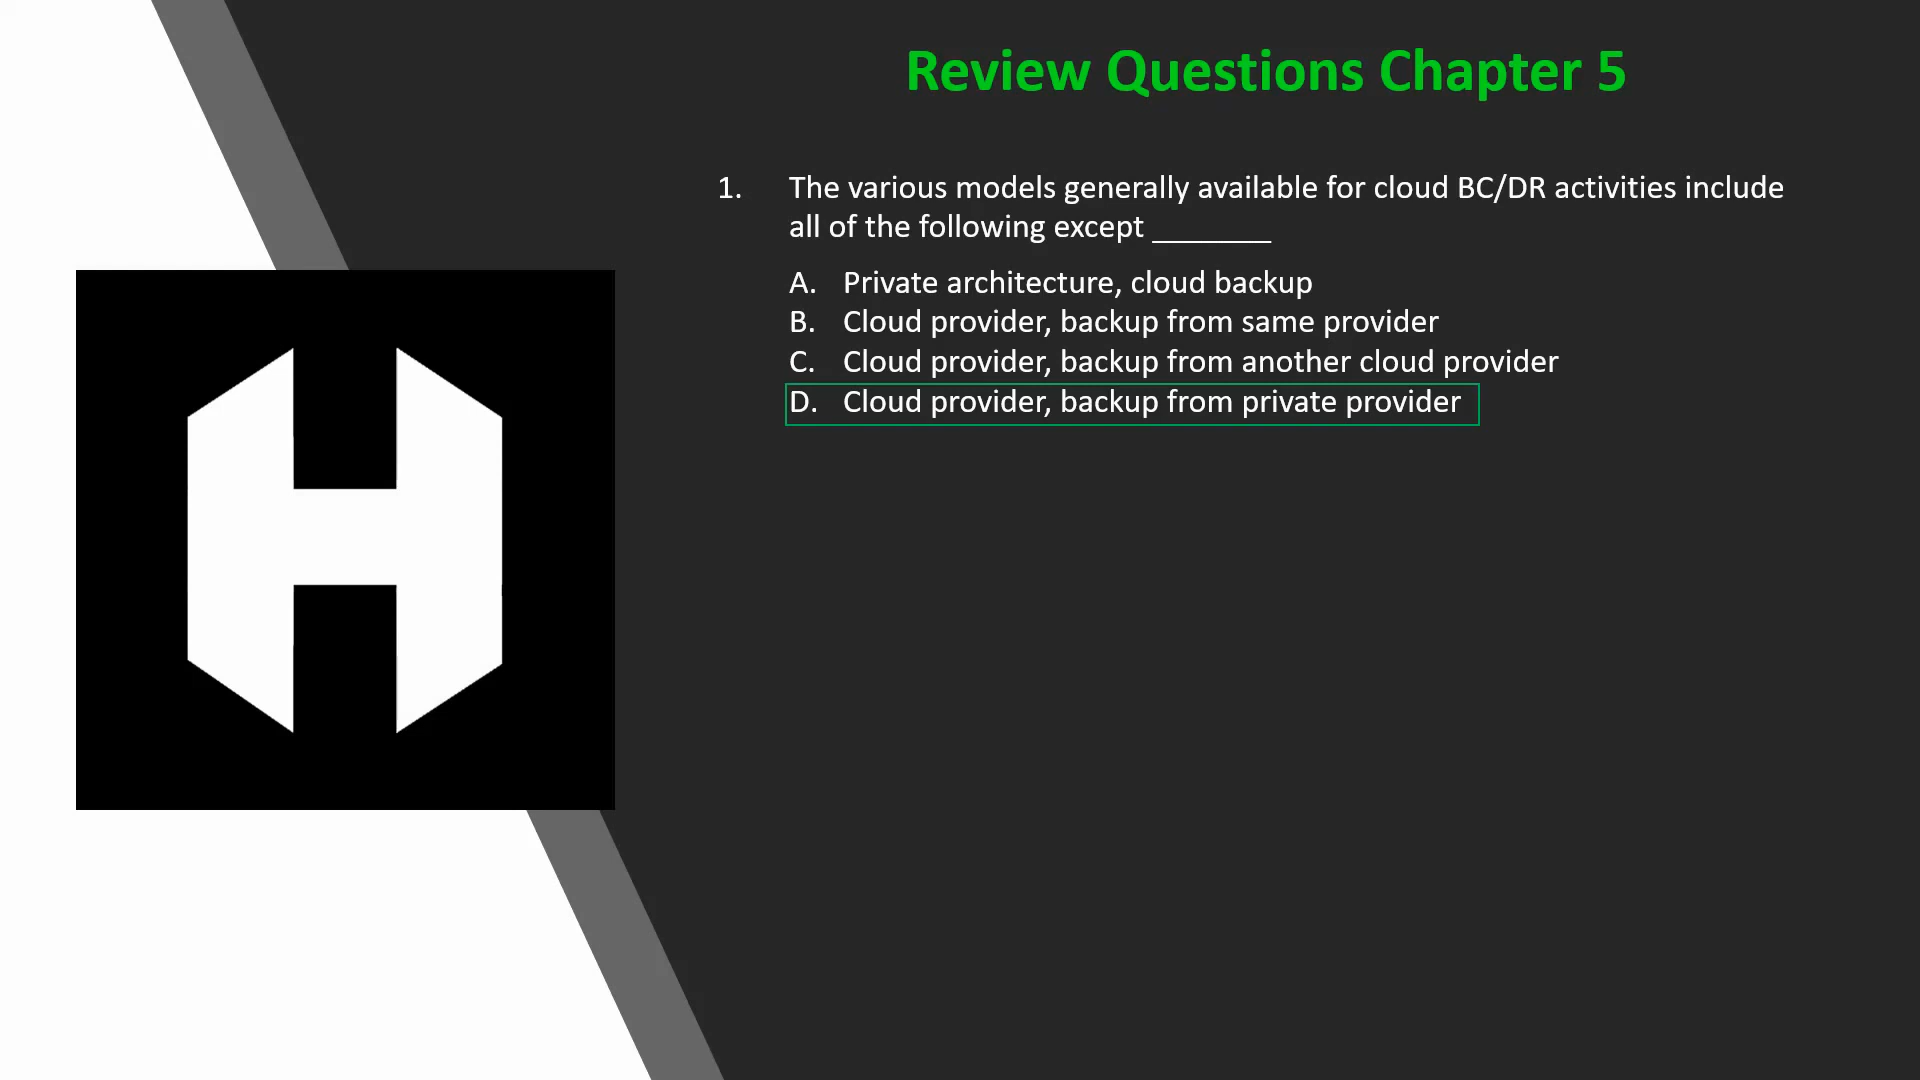 Review Questions Chapter 5
1. The various models generally available for cloud BC/DR activities include
all of the following except _______
A. Private architecture, cloud backup
B. Cloud provider, backup from same provider
C. Cloud provider, backup from another cloud provider
D. Cloud provider, backup from private provider
H